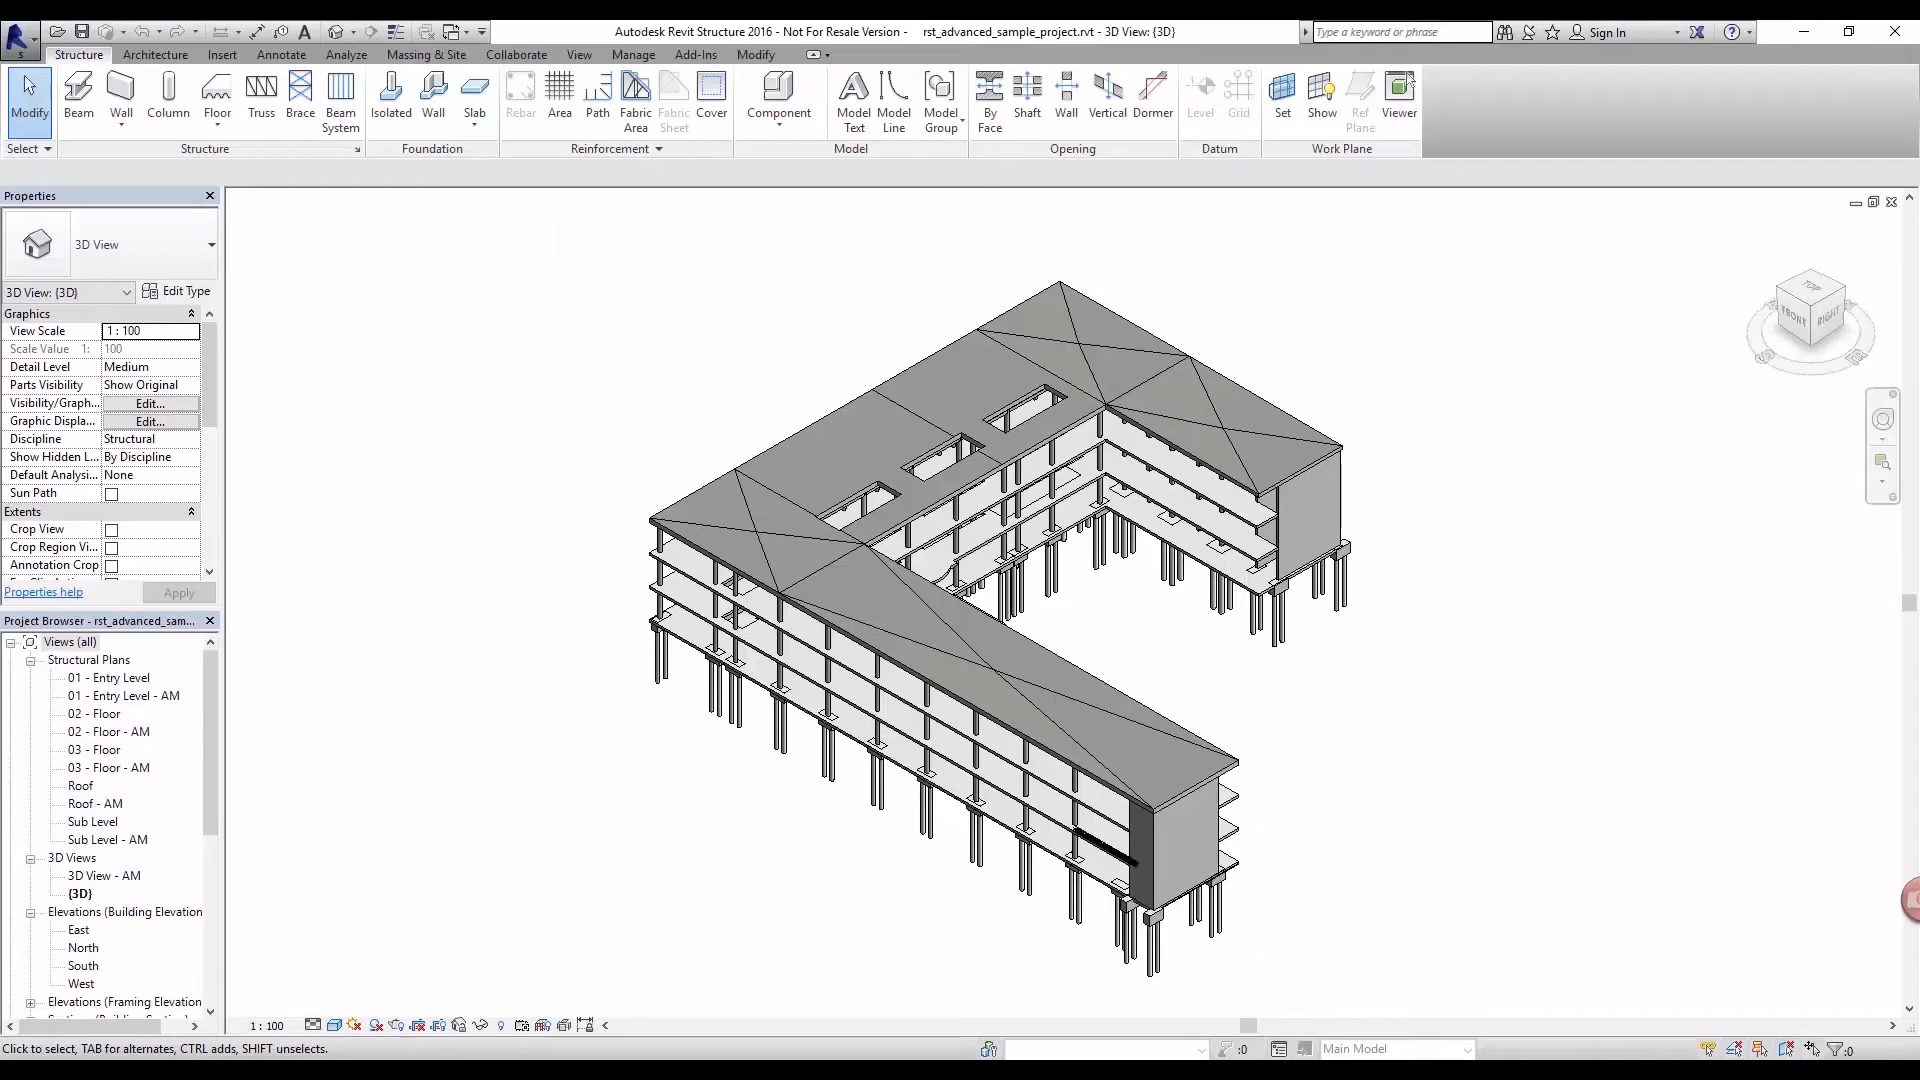 Autodesk Revit Structure 2016 - Not For Resale Version - rst_advanced_sample_project.rvt - 3D View: {3D}
Type a keyword or phrase
Sign In
Structure Architecture Insert Annotate Analyze Massing & Site Collaborate View Manage Add-Ins Modify
Modify Beam Wall Column Floor Truss Brace Beam System Isolated Wall Slab Rebar Area Path Fabric Area Fabric Sheet Cover Component Model Text Model Line Model Group By Face Shaft Wall Vertical Dormer Level Grid Set Show Ref Plane Viewer
Select Structure Foundation Reinforcement Model Opening Datum Work Plane
Properties
3D View
3D View: {3D} Edit Type
Graphics
View Scale 1 : 100
Scale Value 1: 100
Detail Level Medium
Parts Visibility Show Original
Visibility/Graph... Edit...
Graphic Displa... Edit...
Discipline Structural
Show Hidden L... By Discipline
Default Analysi... None
Sun Path
Extents
Crop View
Crop Region Vi...
Annotation Crop
Properties help Apply
Project Browser - rst_advanced_sam...
Views (all)
Structural Plans
01 - Entry Level
01 - Entry Level - AM
02 - Floor
02 - Floor - AM
03 - Floor
03 - Floor - AM
Roof
Roof - AM
Sub Level
Sub Level - AM
3D Views
3D View - AM
{3D}
Elevations (Building Elevation
East
North
South
West
Elevations (Framing Elevation
TOP
FRONT RIGHT
1 : 100
Click to select, TAB for alternates, CTRL adds, SHIFT unselects.
:0
Main Model
:0